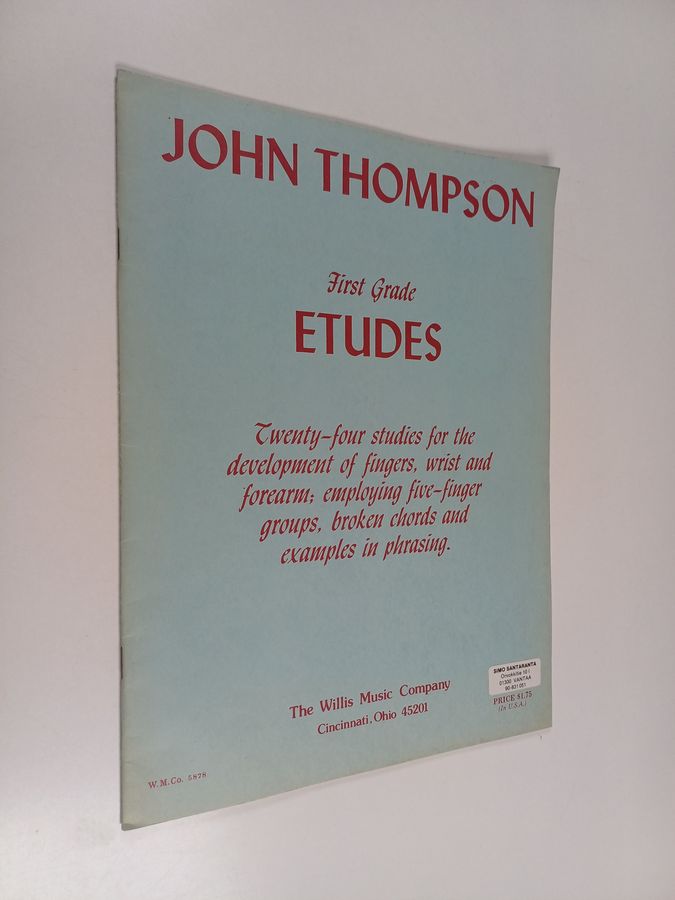 JOHN THOMPSON
First Grade
ETUDES
Twenty-four studies for the
development of fingers, wrist and
forearm; employing five-finger
groups, broken chords and
examples in phrasing.
SIMO SANTARANTA
01300 VANTAA
PRICE $1.75
(In U.S.A.)
The Willis Music Company
Cincinnati, Ohio 45201
W.M.Co. 5878